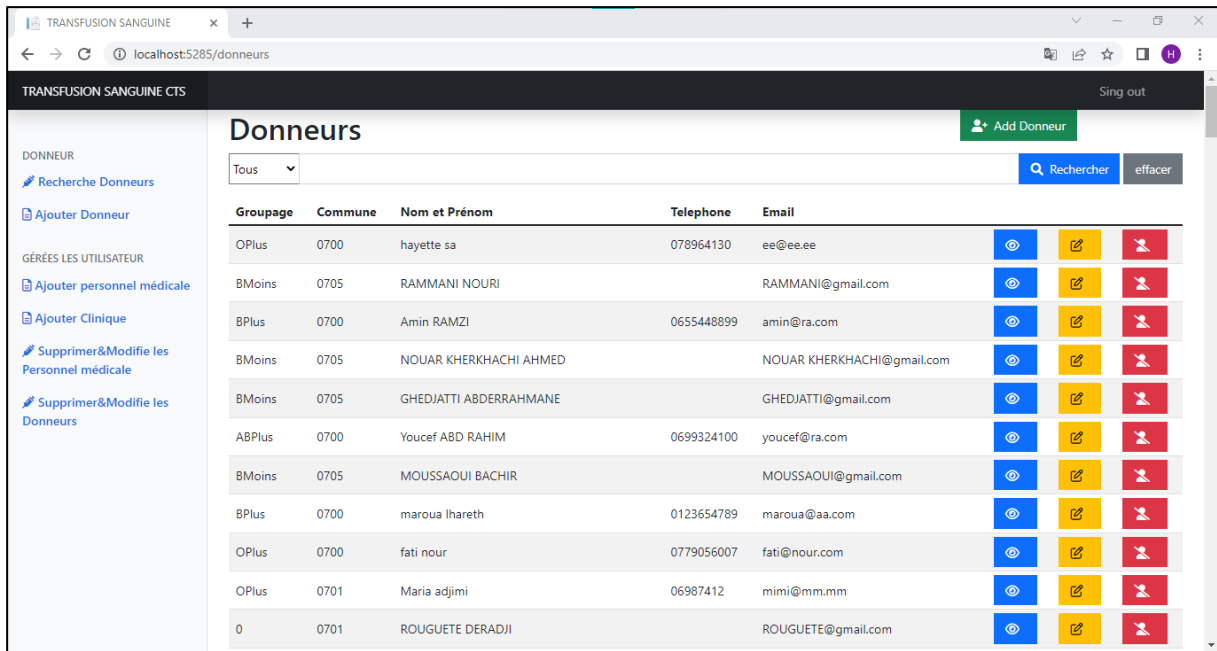 TRANSFUSION SANGUINE
localhost:5285/donneurs
H
TRANSFUSION SANGUINE CTS
Sing out
DONNEUR
Recherche Donneurs
Ajouter Donneur
GÉRÉES LES UTILISATEUR
Ajouter personnel médicale
Ajouter Clinique
Supprimer&Modifie les
Personnel médicale
Supprimer&Modifie les
Donneurs
Donneurs
Add Donneur
Tous
Rechercher
effacer
Groupage Commune Nom et Prénom Telephone Email
OPlus 0700 hayette sa 078964130 ee@ee.ee
BMoins 0705 RAMMANI NOURI RAMMANI@gmail.com
BPlus 0700 Amin RAMZI 0655448899 amin@ra.com
BMoins 0705 NOUAR KHERKHACHI AHMED NOUAR KHERKHACHI@gmail.com
BMoins 0705 GHEDJATTI ABDERRAHMANE GHEDJATTI@gmail.com
ABPlus 0700 Youcef ABD RAHIM 0699324100 youcef@ra.com
BMoins 0705 MOUSSAOUI BACHIR MOUSSAOUI@gmail.com
BPlus 0700 maroua lhareth 0123654789 maroua@aa.com
OPlus 0700 fati nour 0779056007 fati@nour.com
OPlus 0701 Maria adjimi 06987412 mimi@mm.mm
0 0701 ROUGUETE DERADJI ROUGUETE@gmail.com